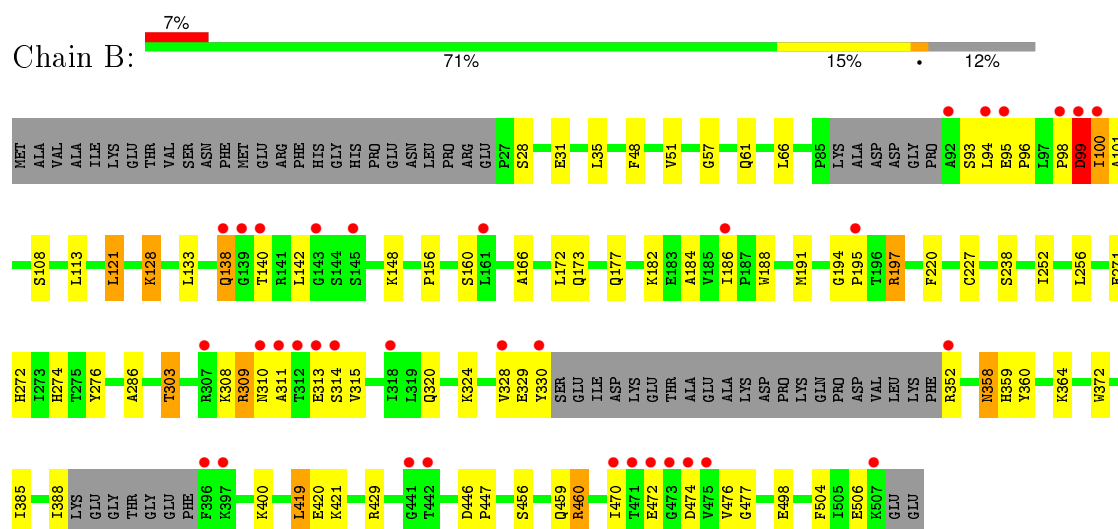 7%
Chain B:
71% 15% • 12%
MET ALA VAL ALA ILE LYS GLU THR VAL SER ASN PHE MET GLU ARG PHE HIS GLY HIS PRO GLU ASN LEU PRO ARG GLU P27 S28 E31 L35 F48 V51 G57 Q61 L66 P85 LYS ALA ASP ASP GLY PRO A92 S93 L94 E95 P96 L97 P98 D99 I100 A101
S108 L113 L121 K128 L133 Q138 G139 T140 R141 L142 G143 S144 S145 K148 P156 S160 L161 A166 L172 Q173 Q177 K182 E183 A184 V185 I186 P187 W188 M191 G194 P195 T196 R197 F220 C227 S238 I252 L256 E271
H272 I273 H274 T275 Y276 A286 T303 R307 K308 R309 N310 A311 T312 E313 S314 V315 I318 L319 Q320 K324 V328 E329 Y330 SER GLU ILE ASP LYS GLU THR ALA GLU ALA LYS ASP PRO LYS GLN PRO ASP VAL LEU LYS PHE R352 N358 H359 Y360 K364 W372
I385 I388 LYS GLU GLY THR GLY GLU PHE F396 K397 K400 L419 E420 K421 R429 G441 T442 D446 P447 S456 Q459 R460 I470 T471 E472 G473 D474 V475 V476 G477 E498 F504 I505 E506 K507 GLU GLU